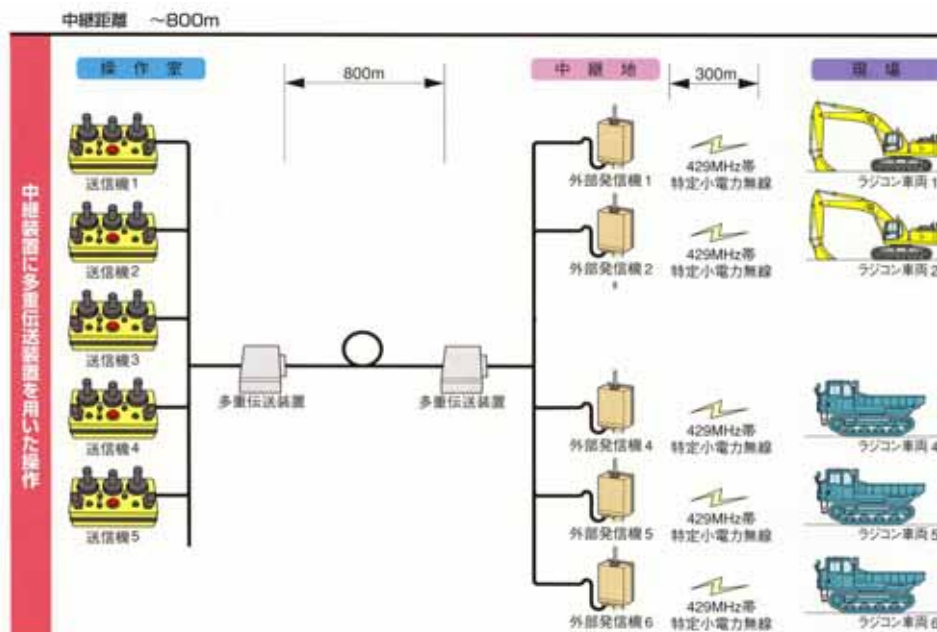 中継距離 ～800m
操作室
800m
中継地
300m
現場
中継装置に多重伝送装置を用いた操作
送信機1
外部発信機1
429MHz帯
特定小電力無線
ラジコン車両1
送信機2
外部発信機2
429MHz帯
特定小電力無線
ラジコン車両2
送信機3
多重伝送装置
多重伝送装置
送信機4
外部発信機4
429MHz帯
特定小電力無線
ラジコン車両4
送信機5
外部発信機5
429MHz帯
特定小電力無線
ラジコン車両5
外部発信機6
429MHz帯
特定小電力無線
ラジコン車両6